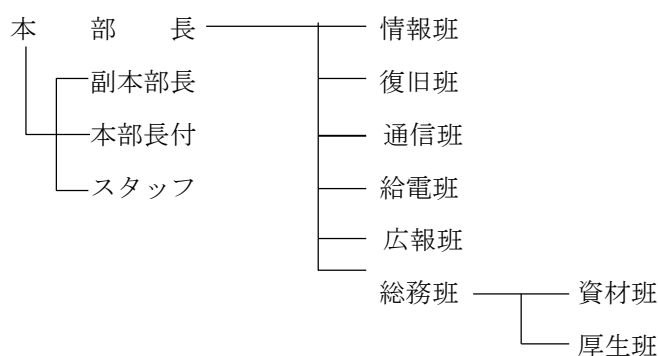 本部長 情報班
副本部長 復旧班
本部長付 通信班
スタッフ 給電班
広報班
総務班 資材班
厚生班